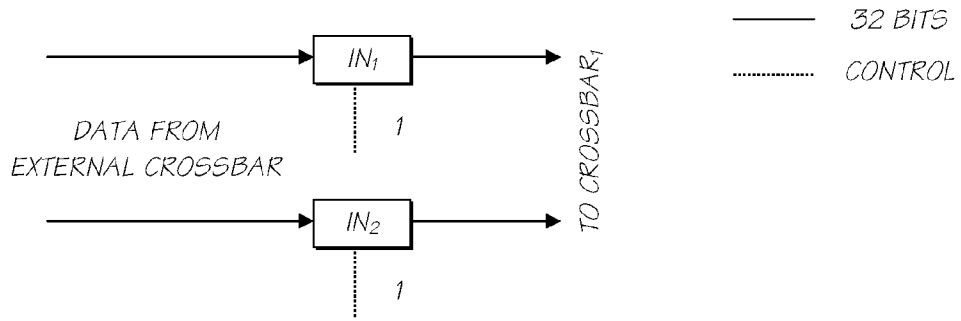 32 BITS
IN₁
CONTROL
1
DATA FROM
EXTERNAL CROSSBAR
TO CROSSBAR₁
IN₂
1